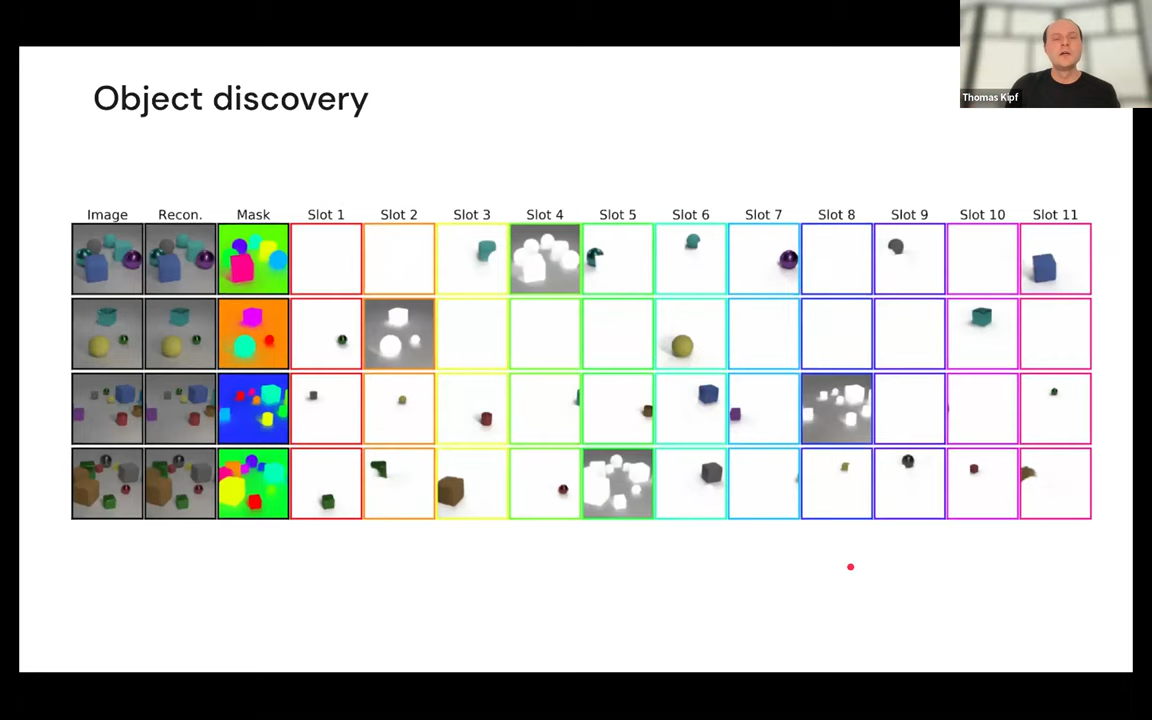 Thomas Kipf
Object discovery
Image Recon. Mask Slot 1 Slot 2 Slot 3 Slot 4 Slot 5 Slot 6 Slot 7 Slot 8 Slot 9 Slot 10 Slot 11